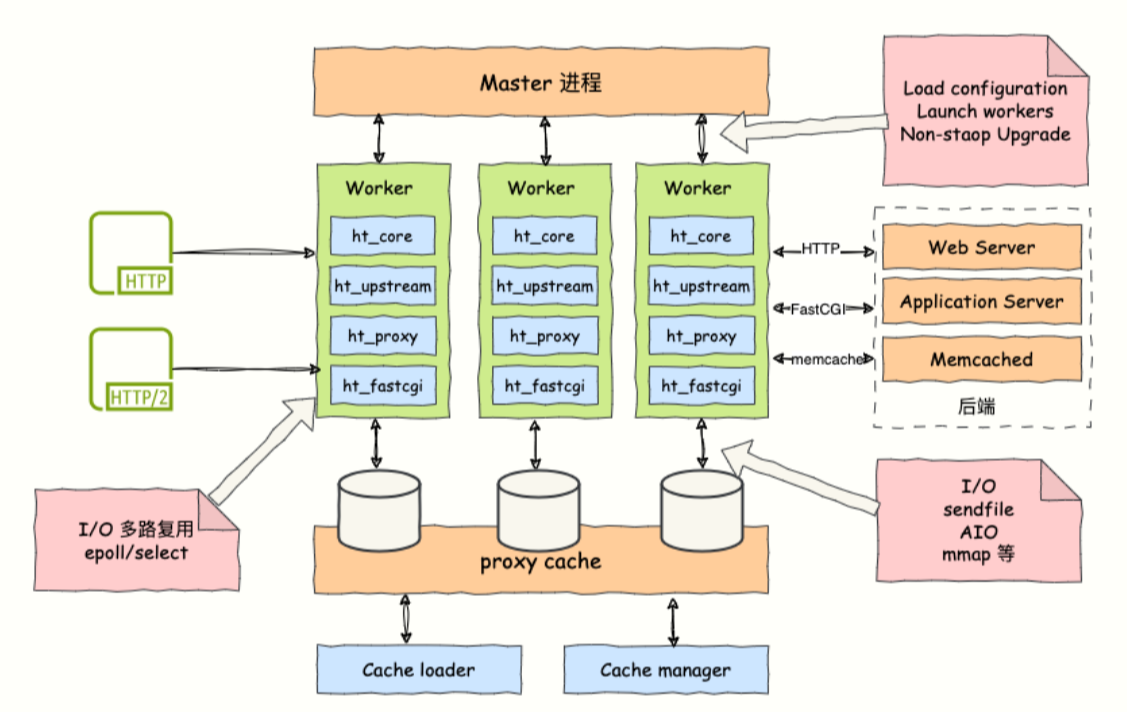 Master 进程
Load configuration
Launch workers
Non-staop Upgrade
Worker
ht_core
ht_upstream
ht_proxy
ht_fastcgi
Worker
ht_core
ht_upstream
ht_proxy
ht_fastcgi
Worker
ht_core
ht_upstream
ht_proxy
ht_fastcgi
HTTP
HTTP/2
HTTP
FastCGI
memcache
Web Server
Application Server
Memcached
后端
I/O 多路复用
epoll/select
I/O
sendfile
AIO
mmap 等
proxy cache
Cache loader
Cache manager